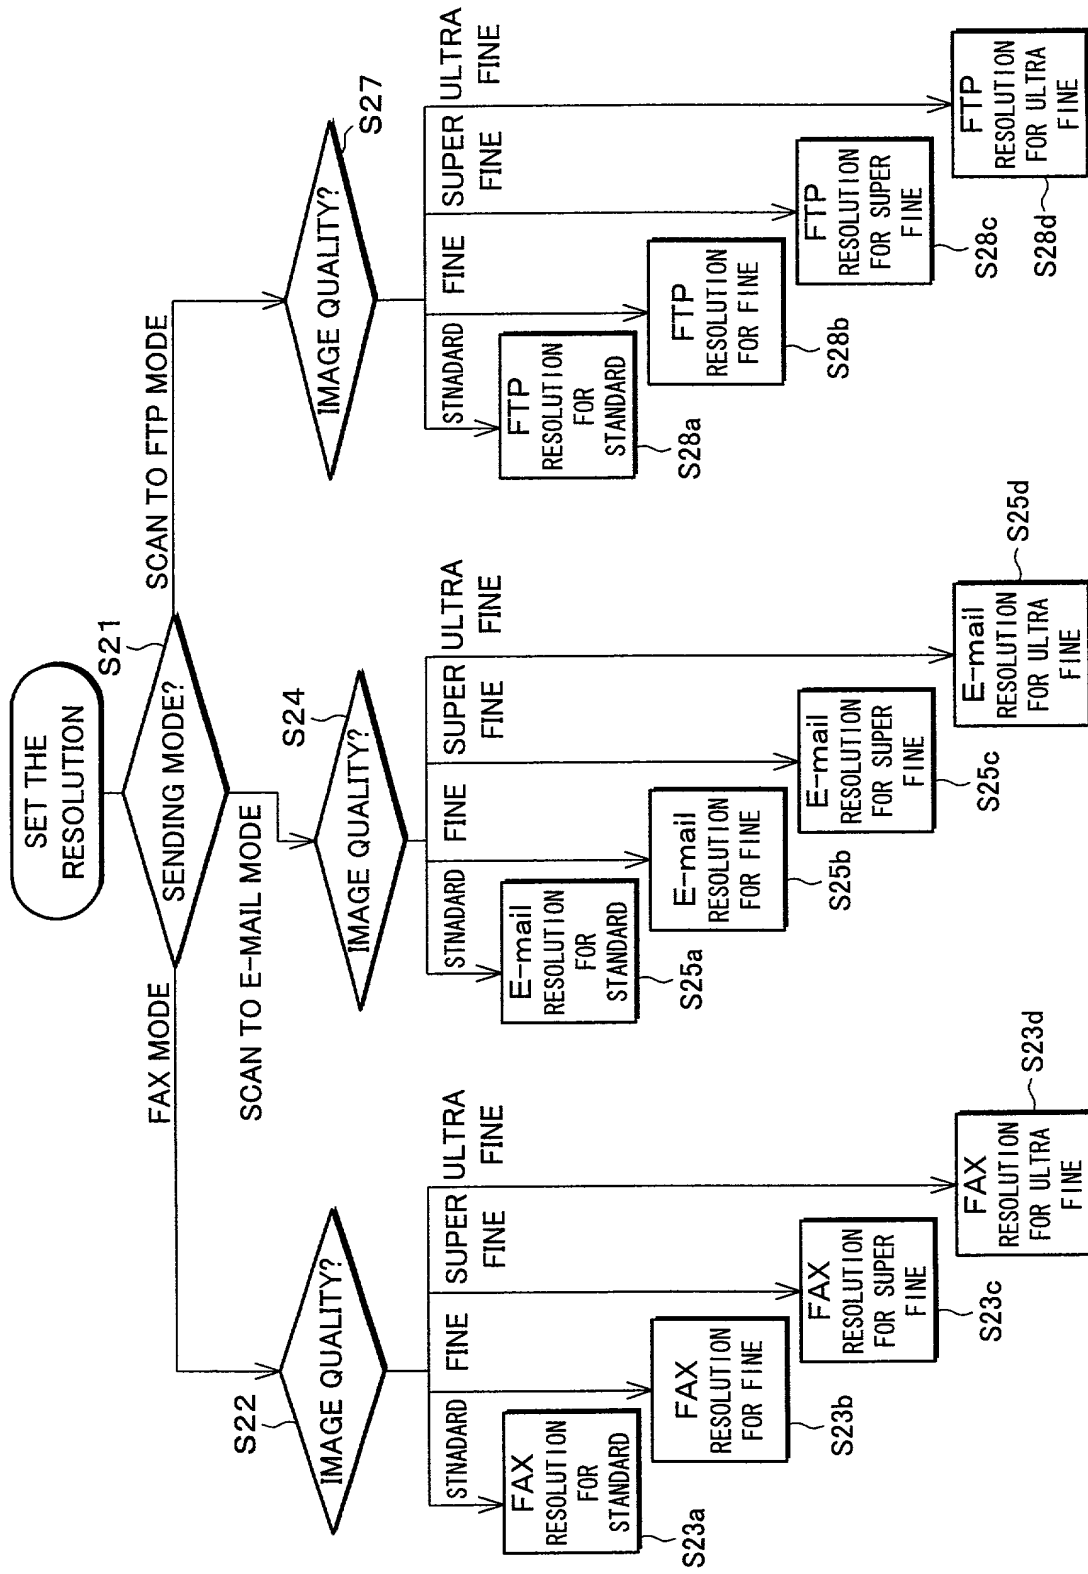 SET THE
RESOLUTION
S21
SENDING MODE?
FAX MODE
SCAN TO E-MAIL MODE
SCAN TO FTP MODE
S22
IMAGE QUALITY?
STNADARD
FINE
SUPER
FINE
ULTRA
FINE
FAX
RESOLUTION
FOR
STANDARD
S23a
FAX
RESOLUTION
FOR FINE
S23b
FAX
RESOLUTION
FOR SUPER
FINE
S23c
FAX
RESOLUTION
FOR ULTRA
FINE
S23d
S24
IMAGE QUALITY?
STNADARD
FINE
SUPER
FINE
ULTRA
FINE
E-mail
RESOLUTION
FOR
STANDARD
S25a
E-mail
RESOLUTION
FOR FINE
S25b
E-mail
RESOLUTION
FOR SUPER
FINE
S25c
E-mail
RESOLUTION
FOR ULTRA
FINE
S25d
S27
IMAGE QUALITY?
STNADARD
FINE
SUPER
FINE
ULTRA
FINE
FTP
RESOLUTION
FOR
STANDARD
S28a
FTP
RESOLUTION
FOR FINE
S28b
FTP
RESOLUTION
FOR SUPER
FINE
S28c
FTP
RESOLUTION
FOR ULTRA
FINE
S28d